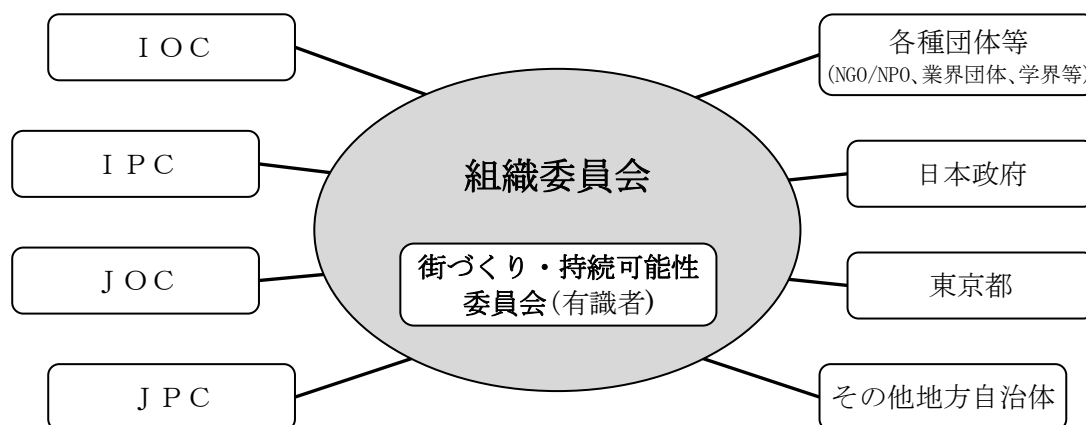 ＩＯＣ
各種団体等
(NGO/NPO、業界団体、学界等)
ＩＰＣ
組織委員会
日本政府
街づくり・持続可能性
委員会(有識者)
ＪＯＣ
東京都
ＪＰＣ
その他地方自治体